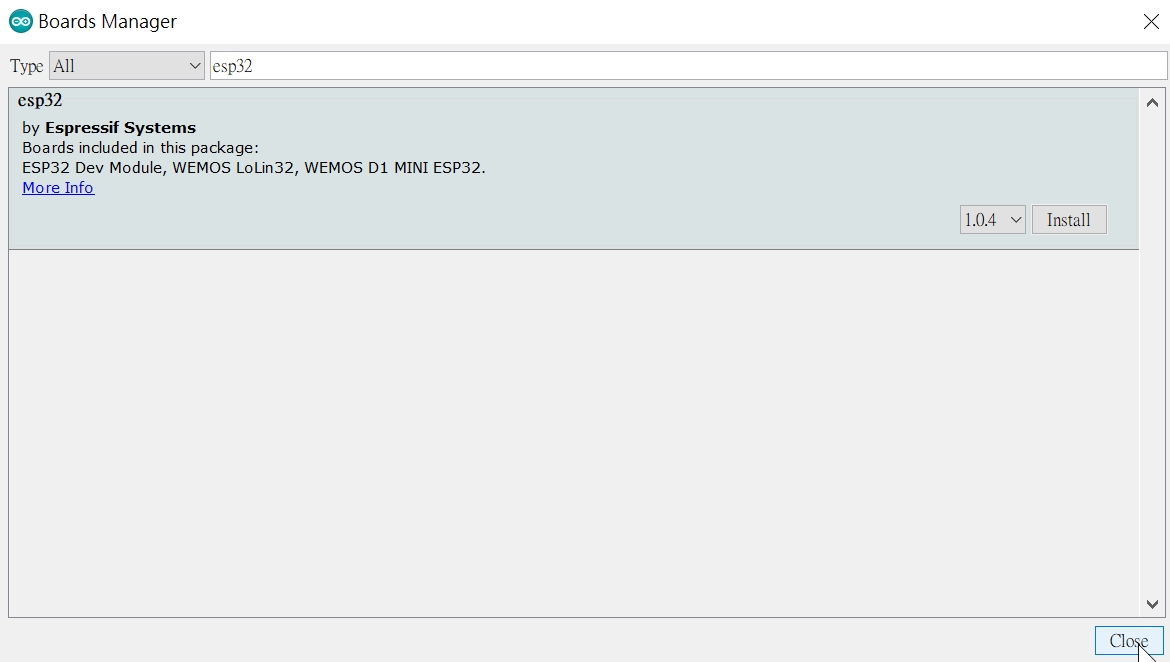 Boards Manager
Type All esp32
esp32
by Espressif Systems
Boards included in this package:
ESP32 Dev Module, WEMOS LoLin32, WEMOS D1 MINI ESP32.
More Info
1.0.4 Install
Close